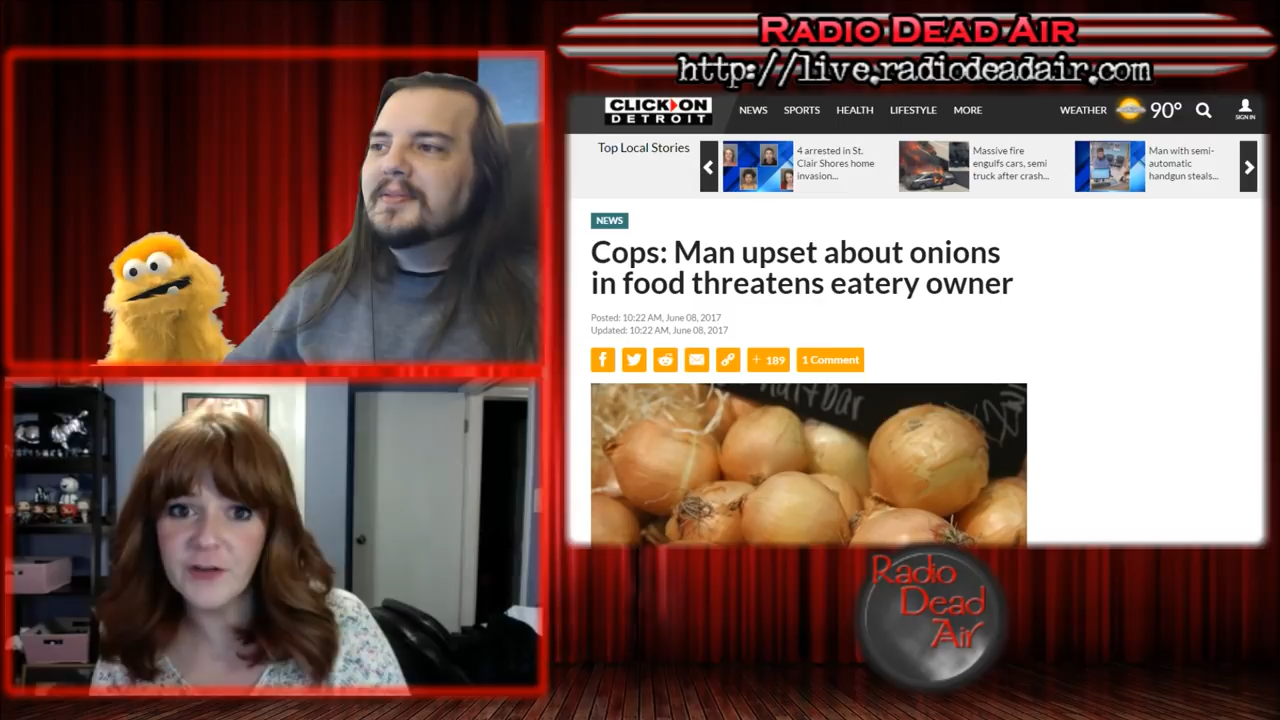 Radio Dead Air
http://live.radiodeadair.com
CLICK ON
DETROIT
NEWS SPORTS HEALTH LIFESTYLE MORE WEATHER 90°
SIGN IN
Top Local Stories
4 arrested in St.
Clair Shores home
invasion...
Massive fire
engulfs cars, semi
truck after crash...
Man with semi-
automatic
handgun steals...
NEWS
Cops: Man upset about onions
in food threatens eatery owner
Posted: 10:22 AM, June 08, 2017
Updated: 10:22 AM, June 08, 2017
+ 189 1 Comment
Radio
Dead
Air